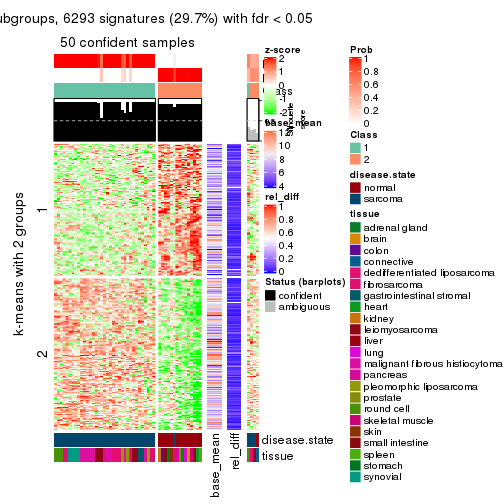 ubgroups, 6293 signatures (29.7%) with fdr < 0.05
50 confident samples
k-means with 2 groups
1
2
z-score
2
1
-1
-2
base_mean
12
10
8
6
4
rel_diff
1
0.8
0.6
0.4
0.2
0
Status (barplots)
confident
ambiguous
score
base_mean
rel_diff
disease.state
tissue
Prob
1
0.8
0.6
0.4
0.2
0
Class
1
2
disease.state
normal
sarcoma
tissue
adrenal gland
brain
colon
connective
dedifferentiated liposarcoma
fibrosarcoma
gastrointestinal stromal
heart
kidney
leiomyosarcoma
liver
lung
malignant fibrous histiocytoma
pancreas
pleomorphic liposarcoma
prostate
round cell
skeletal muscle
skin
small intestine
spleen
stomach
synovial